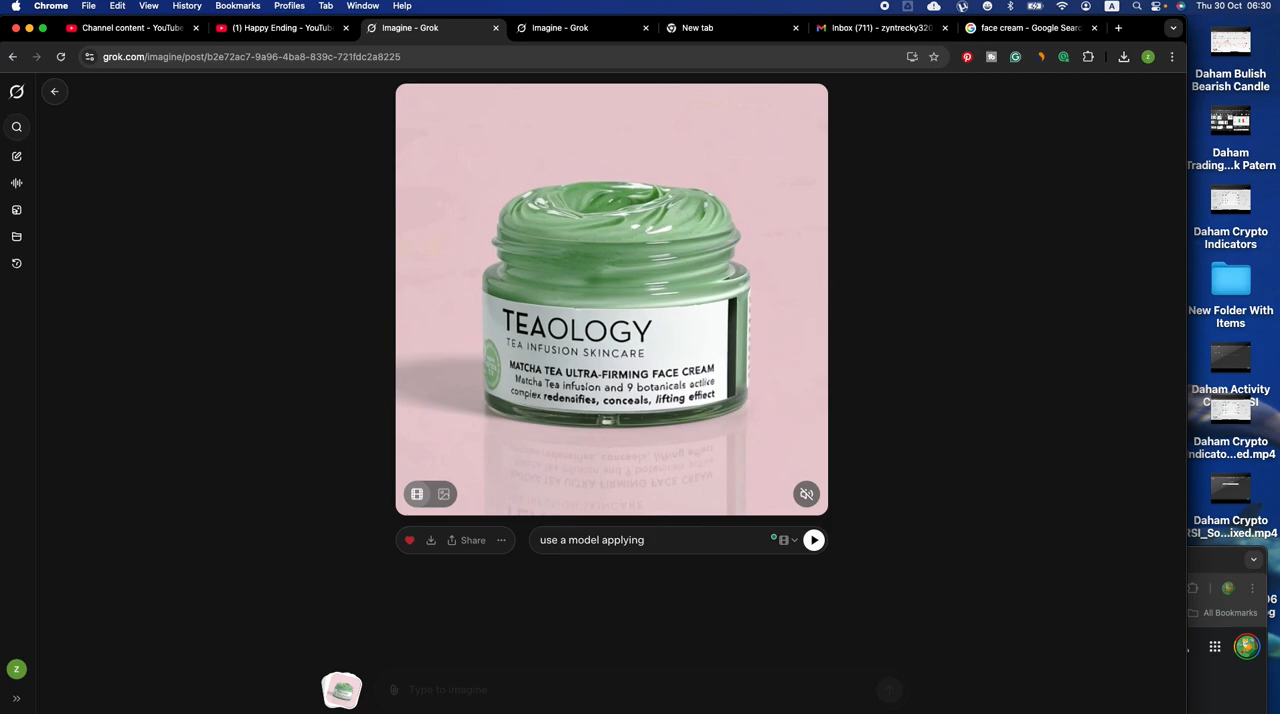 Chrome File Edit View History Bookmarks Profiles Tab Window Help A Thu 30 Oct 06:30
Channel content - YouTube (1) Happy Ending - YouTube Imagine - Grok Imagine - Grok New tab Inbox (711) - zyntrecky320 face cream - Google Searc
grok.com/imagine/post/b2e72ac7-9a96-4ba8-839c-721fdc2a8225
TEAOLOGY
TEA INFUSION SKINCARE
MATCHA TEA ULTRA-FIRMING FACE CREAM
Matcha Tea infusion and 9 botanicals actlice
complex redensifies, conceals, lifting effect
Share
use a model applying
Type to imagine
Z
Daham Bulish
Bearish Candle
Daham
Trading...k Patern
Daham Crypto
Indicators
New Folder With
Items
Daham Activity
Daham Crypto
Indicato...ed.mp4
Daham Crypto
RSI_So...ixed.mp4
All Bookmarks